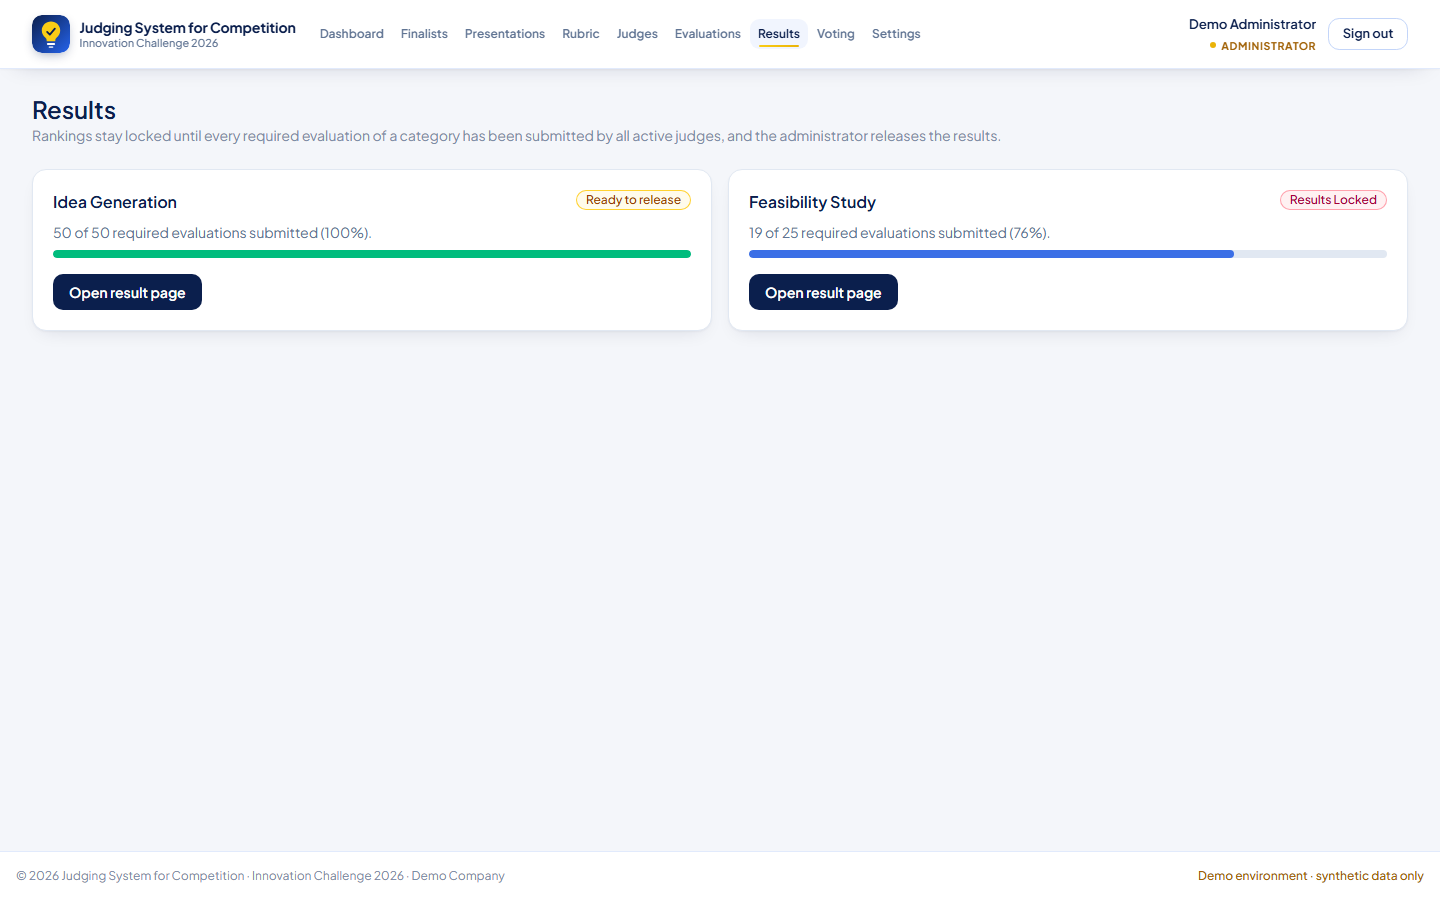 Judging System for Competition
Innovation Challenge 2026
Dashboard Finalists Presentations Rubric Judges Evaluations Results Voting Settings
Demo Administrator
ADMINISTRATOR
Sign out
Results
Rankings stay locked until every required evaluation of a category has been submitted by all active judges, and the administrator releases the results.
Idea Generation
Ready to release
50 of 50 required evaluations submitted (100%).
Open result page
Feasibility Study
Results Locked
19 of 25 required evaluations submitted (76%).
Open result page
© 2026 Judging System for Competition · Innovation Challenge 2026 · Demo Company
Demo environment · synthetic data only